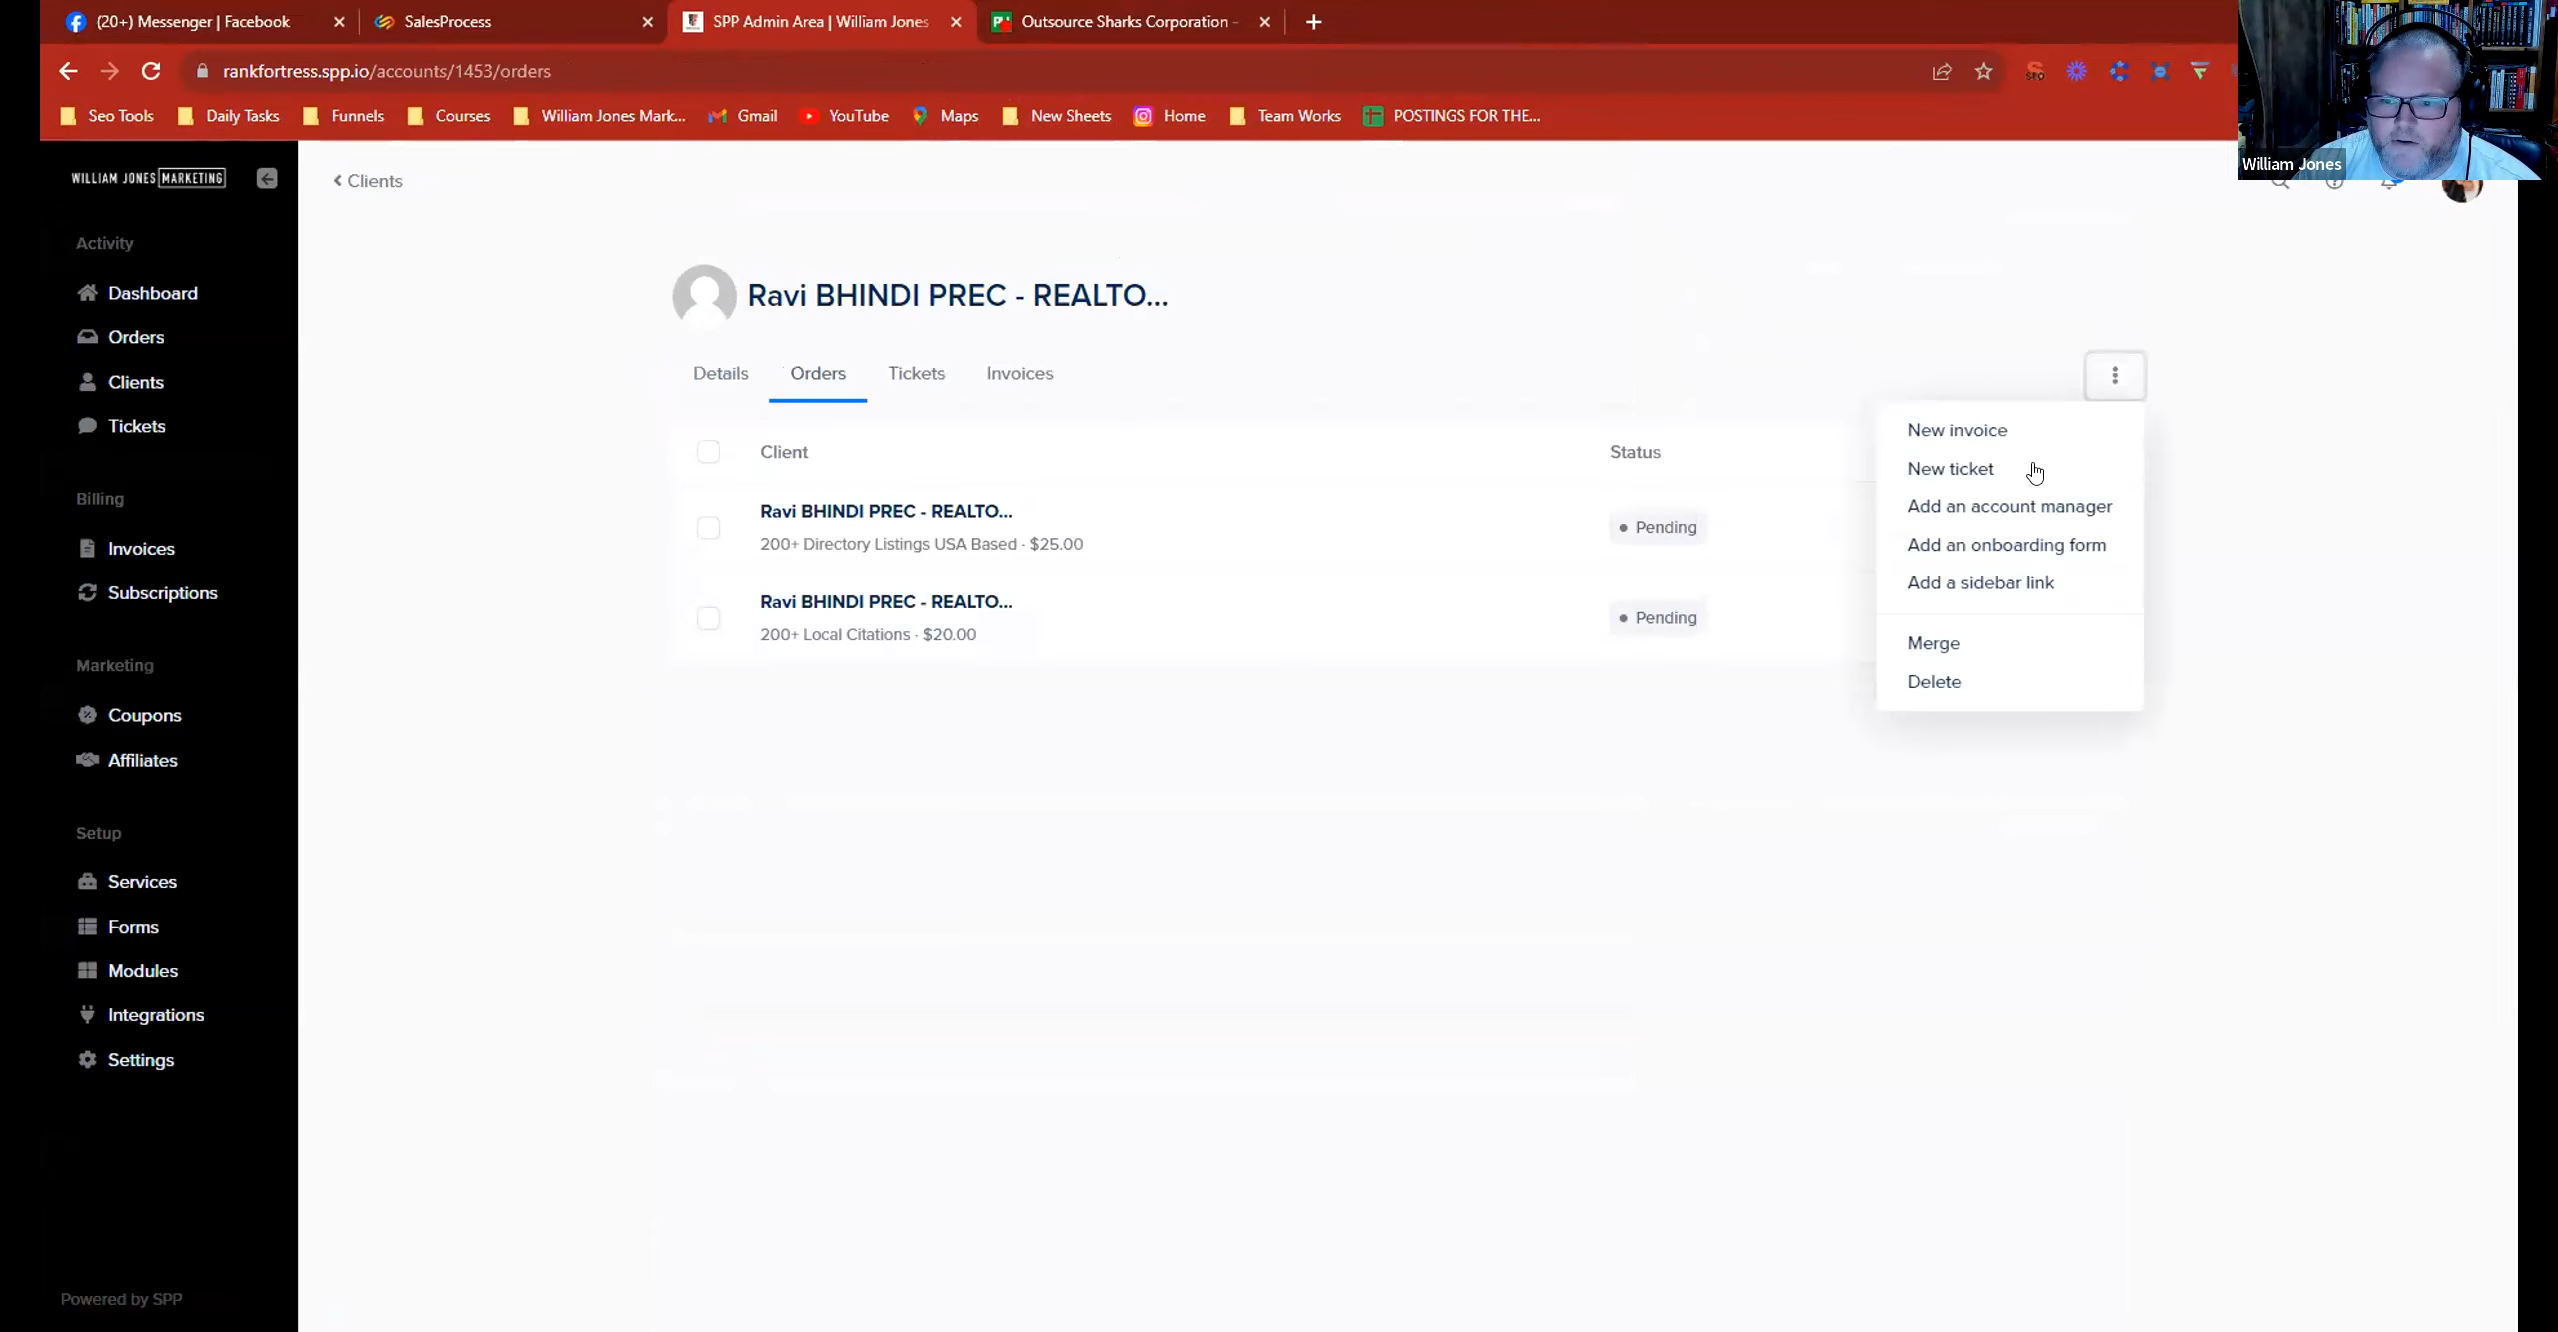 (20+) Messenger | Facebook
SalesProcess
SPP Admin Area | William Jones
Outsource Sharks Corporation -
rankfortress.spp.io/accounts/1453/orders
Seo Tools
Daily Tasks
Funnels
Courses
William Jones Mark...
Gmail
YouTube
Maps
New Sheets
Home
Team Works
POSTINGS FOR THE...
William Jones
WILLIAM JONES MARKETING
Clients
Activity
Dashboard
Orders
Clients
Tickets
Billing
Invoices
Subscriptions
Marketing
Coupons
Affiliates
Setup
Services
Forms
Modules
Integrations
Settings
Powered by SPP
Ravi BHINDI PREC - REALTO...
Details
Orders
Tickets
Invoices
Client
Status
Ravi BHINDI PREC - REALTO...
200+ Directory Listings USA Based · $25.00
Pending
Ravi BHINDI PREC - REALTO...
200+ Local Citations · $20.00
Pending
New invoice
New ticket
Add an account manager
Add an onboarding form
Add a sidebar link
Merge
Delete